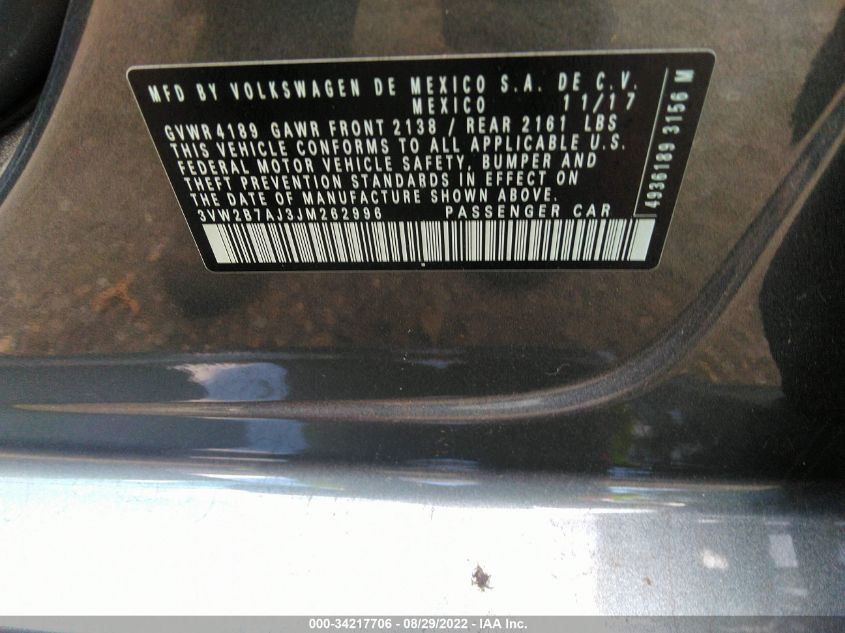 MFD BY VOLKSWAGEN DE MEXICO S.A. DE C.V.
MEXICO 11/17
GVWR4189 GAWR FRONT 2138 / REAR 2161 LBS
THIS VEHICLE CONFORMS TO ALL APPLICABLE U.S.
FEDERAL MOTOR VEHICLE SAFETY, BUMPER AND
THEFT PREVENTION STANDARDS IN EFFECT ON
THE DATE OF MANUFACTURE SHOWN ABOVE.
3VW2B7AJ3JM262996 PASSENGER CAR
4936189 3156 M
000-34217706 - 08/29/2022 - IAA Inc.